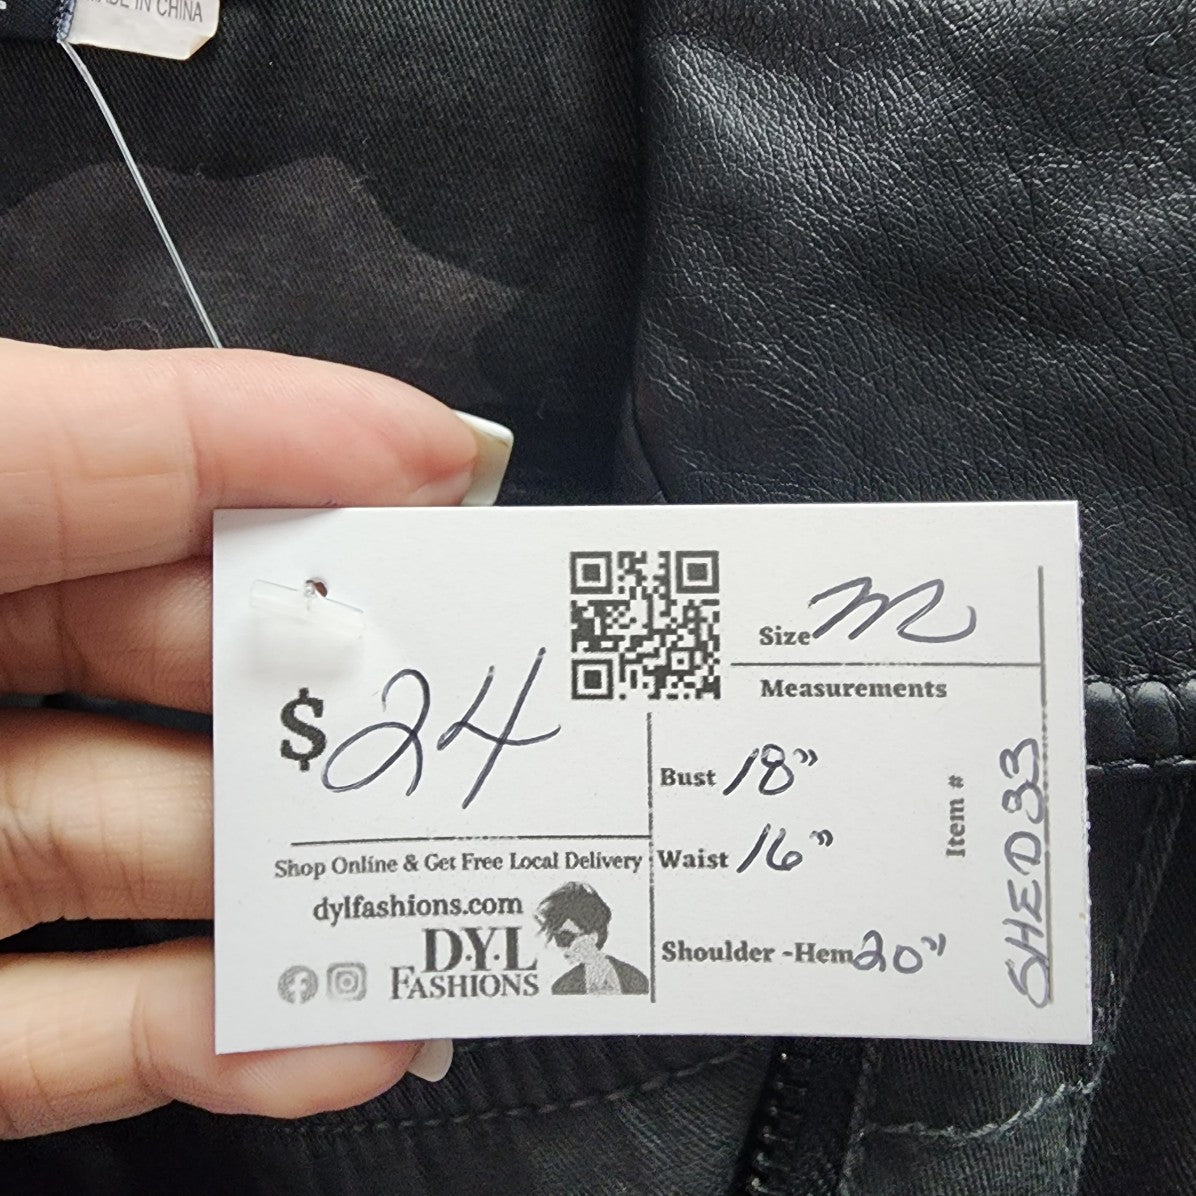 MADE IN CHINA
$24
Shop Online & Get Free Local Delivery
dylfashions.com
D·Y·L
FASHIONS
Size M
Measurements
Bust 18"
Waist 16"
Shoulder -Hem 20"
Item #
SHED33